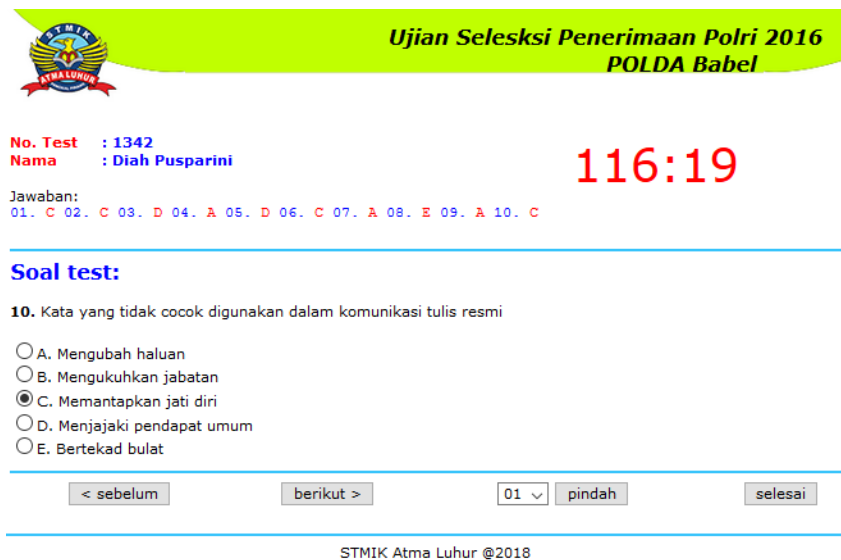 STMIK
ATMA LUHUR
Ujian Selesksi Penerimaan Polri 2016
POLDA Babel
No. Test : 1342
Nama : Diah Pusparini
116:19
Jawaban:
01. C 02. C 03. D 04. A 05. D 06. C 07. A 08. E 09. A 10. C
Soal test:
10. Kata yang tidak cocok digunakan dalam komunikasi tulis resmi
A. Mengubah haluan
B. Mengukuhkan jabatan
C. Memantapkan jati diri
D. Menjajaki pendapat umum
E. Bertekad bulat
< sebelum berikut > 01 pindah selesai
STMIK Atma Luhur @2018